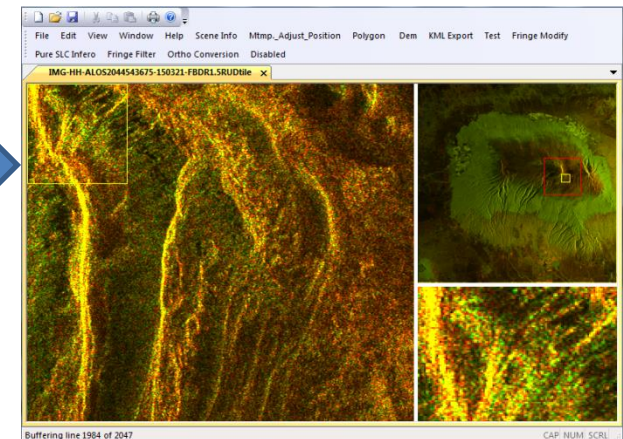 File Edit View Window Help Scene Info Mtmp._Adjust_Position Polygon Dem KML Export Test Fringe Modify
Pure SLC Infero Fringe Filter Ortho Conversion Disabled
IMG-HH-ALOS2044543675-150321-FBDR1.5RUDtile x
Buffering line 1984 of 2047 CAP NUM SCRL